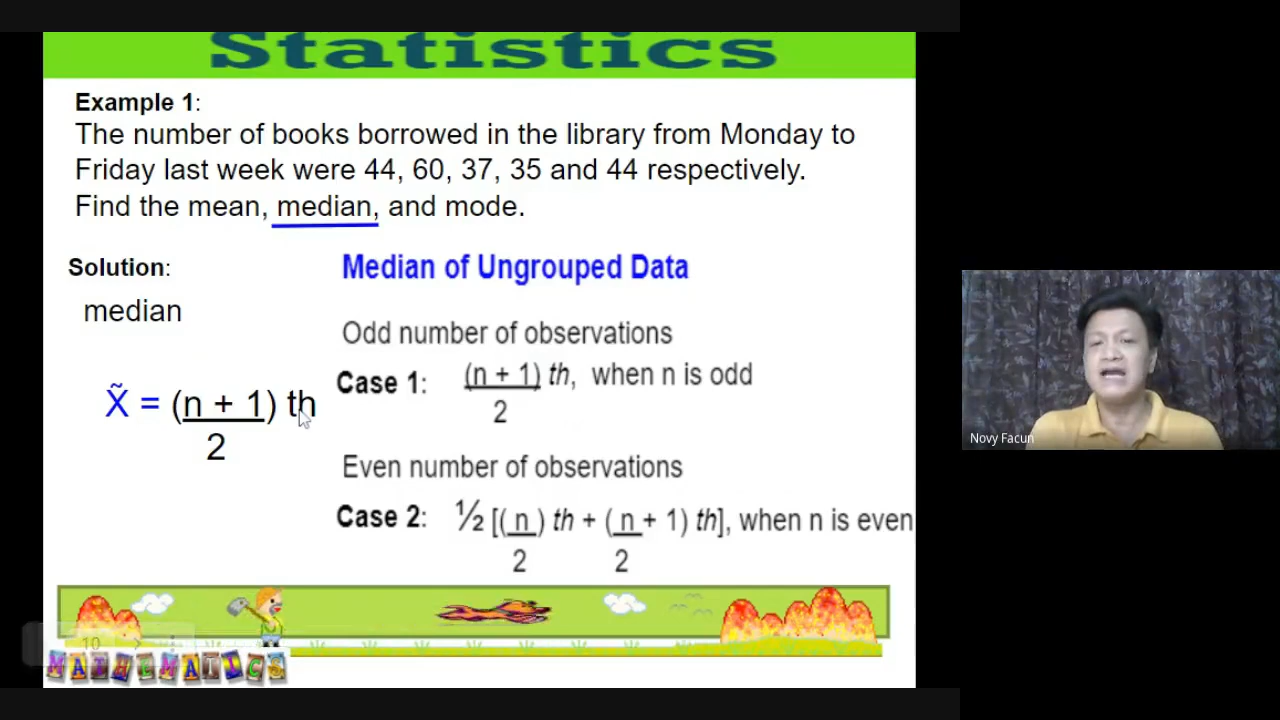 Statistics
Example 1:
The number of books borrowed in the library from Monday to
Friday last week were 44, 60, 37, 35 and 44 respectively.
Find the mean, median, and mode.
Solution:
median
X̃ = (n + 1) th
2
Median of Ungrouped Data
Odd number of observations
Case 1: (n + 1) th, when n is odd
2
Even number of observations
Case 2: ½ [( n ) th + ( n + 1) th], when n is even
2 2
10
MATHEMATICS
Novy Facun